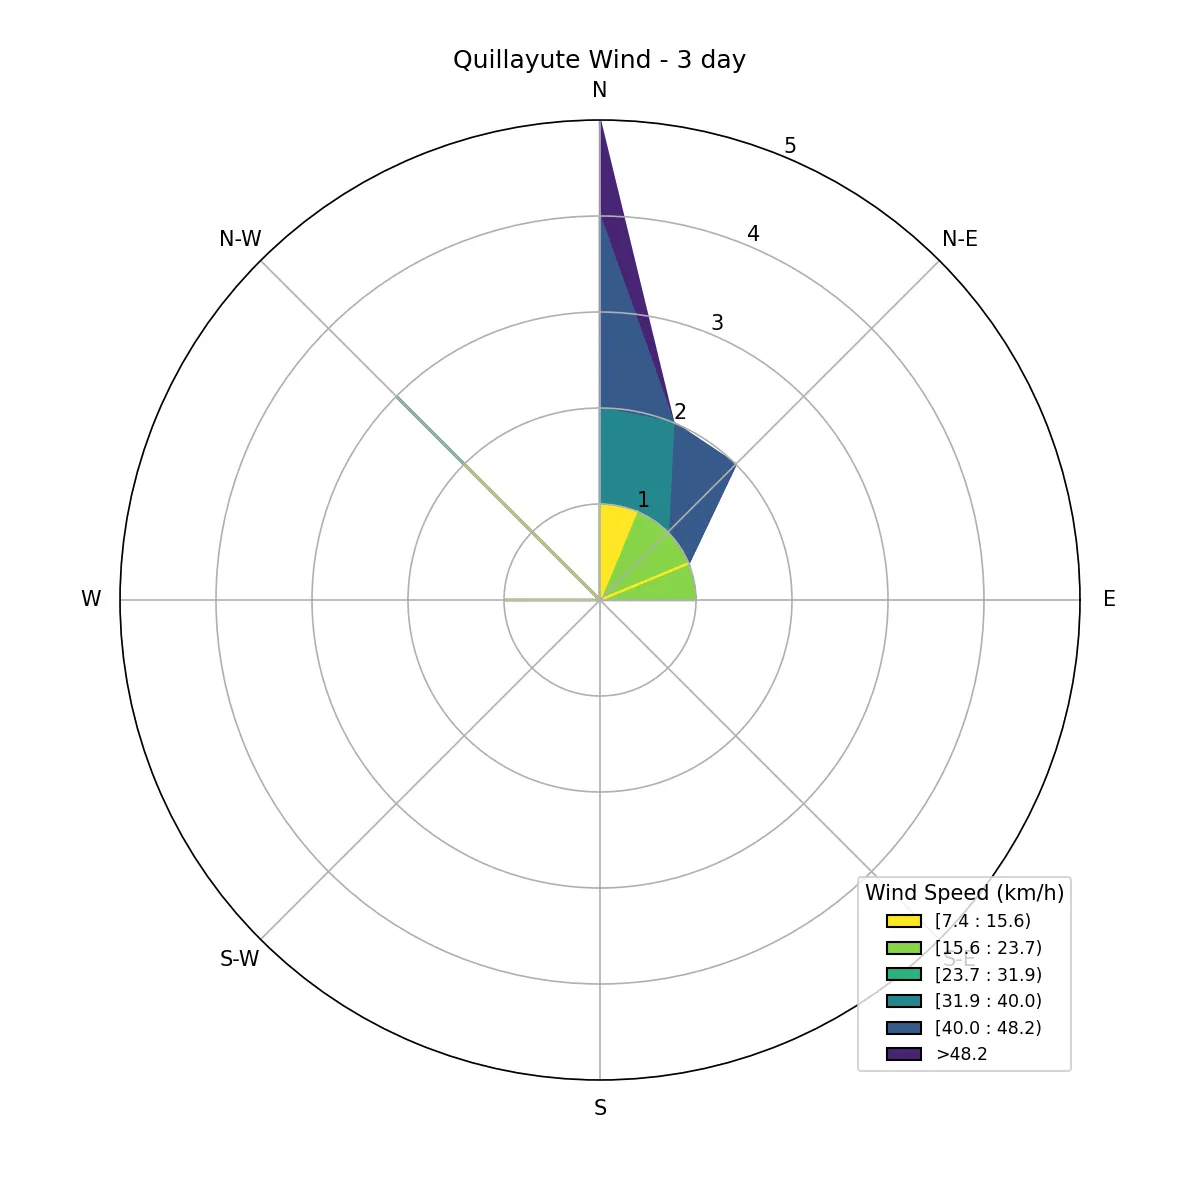 Quillayute Wind - 3 day
N
5
N-W
4
N-E
3
2
1
W
E
Wind Speed (km/h)
[7.4 : 15.6)
[15.6 : 23.7)
S-W
S-E
[23.7 : 31.9)
[31.9 : 40.0)
[40.0 : 48.2)
>48.2
S